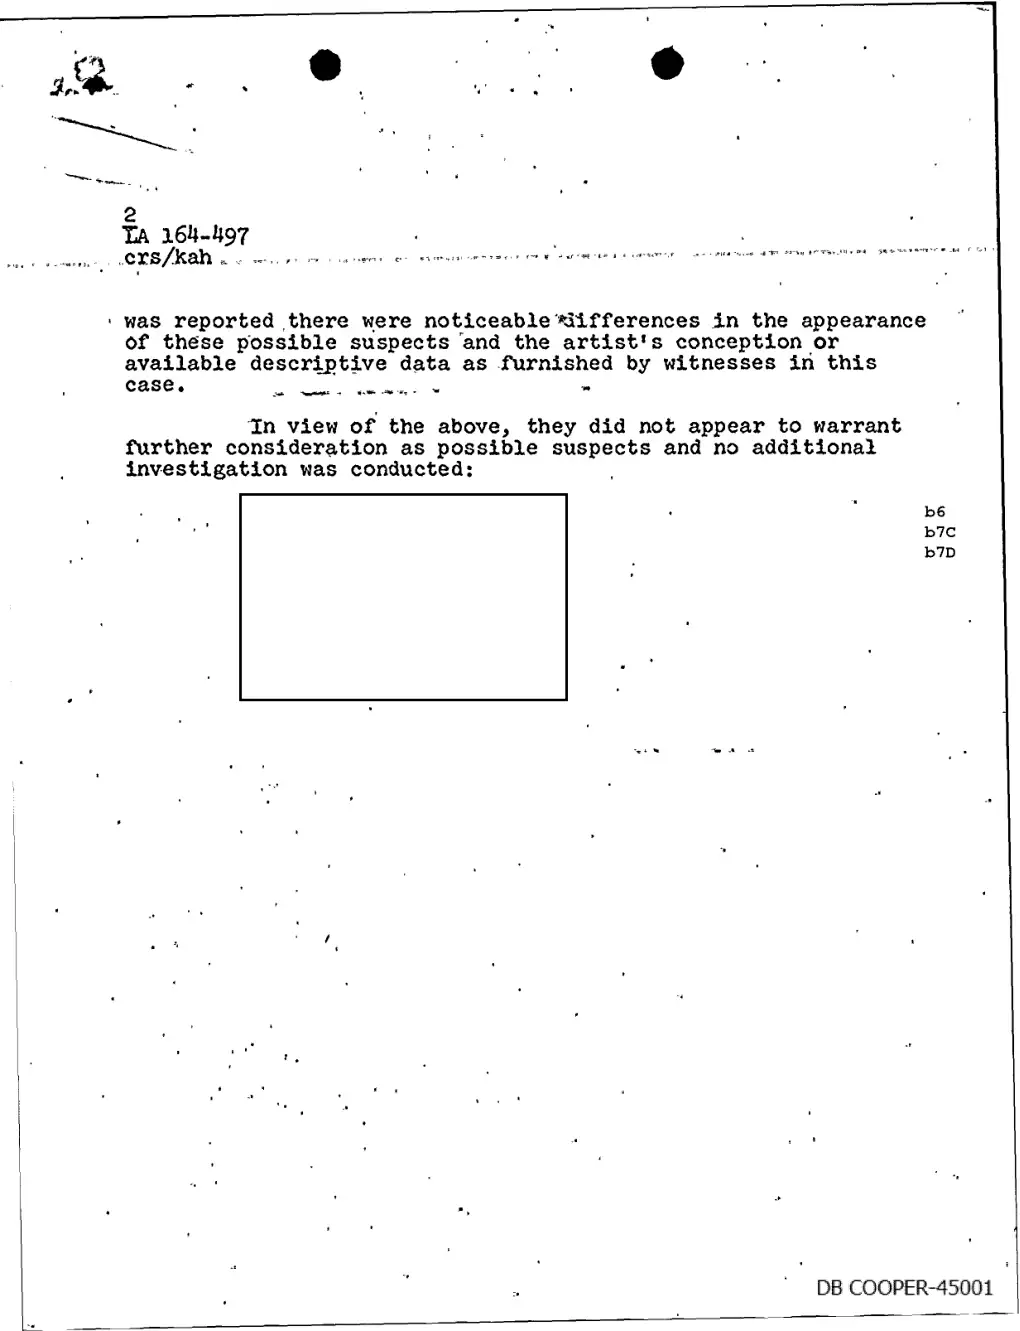 2
LA 164-497
crs/kah
was reported there were noticeable differences in the appearance
of these possible suspects and the artist's conception or
available descriptive data as furnished by witnesses in this
case.
In view of the above, they did not appear to warrant
further consideration as possible suspects and no additional
investigation was conducted:
b6
b7C
b7D
DB COOPER-45001